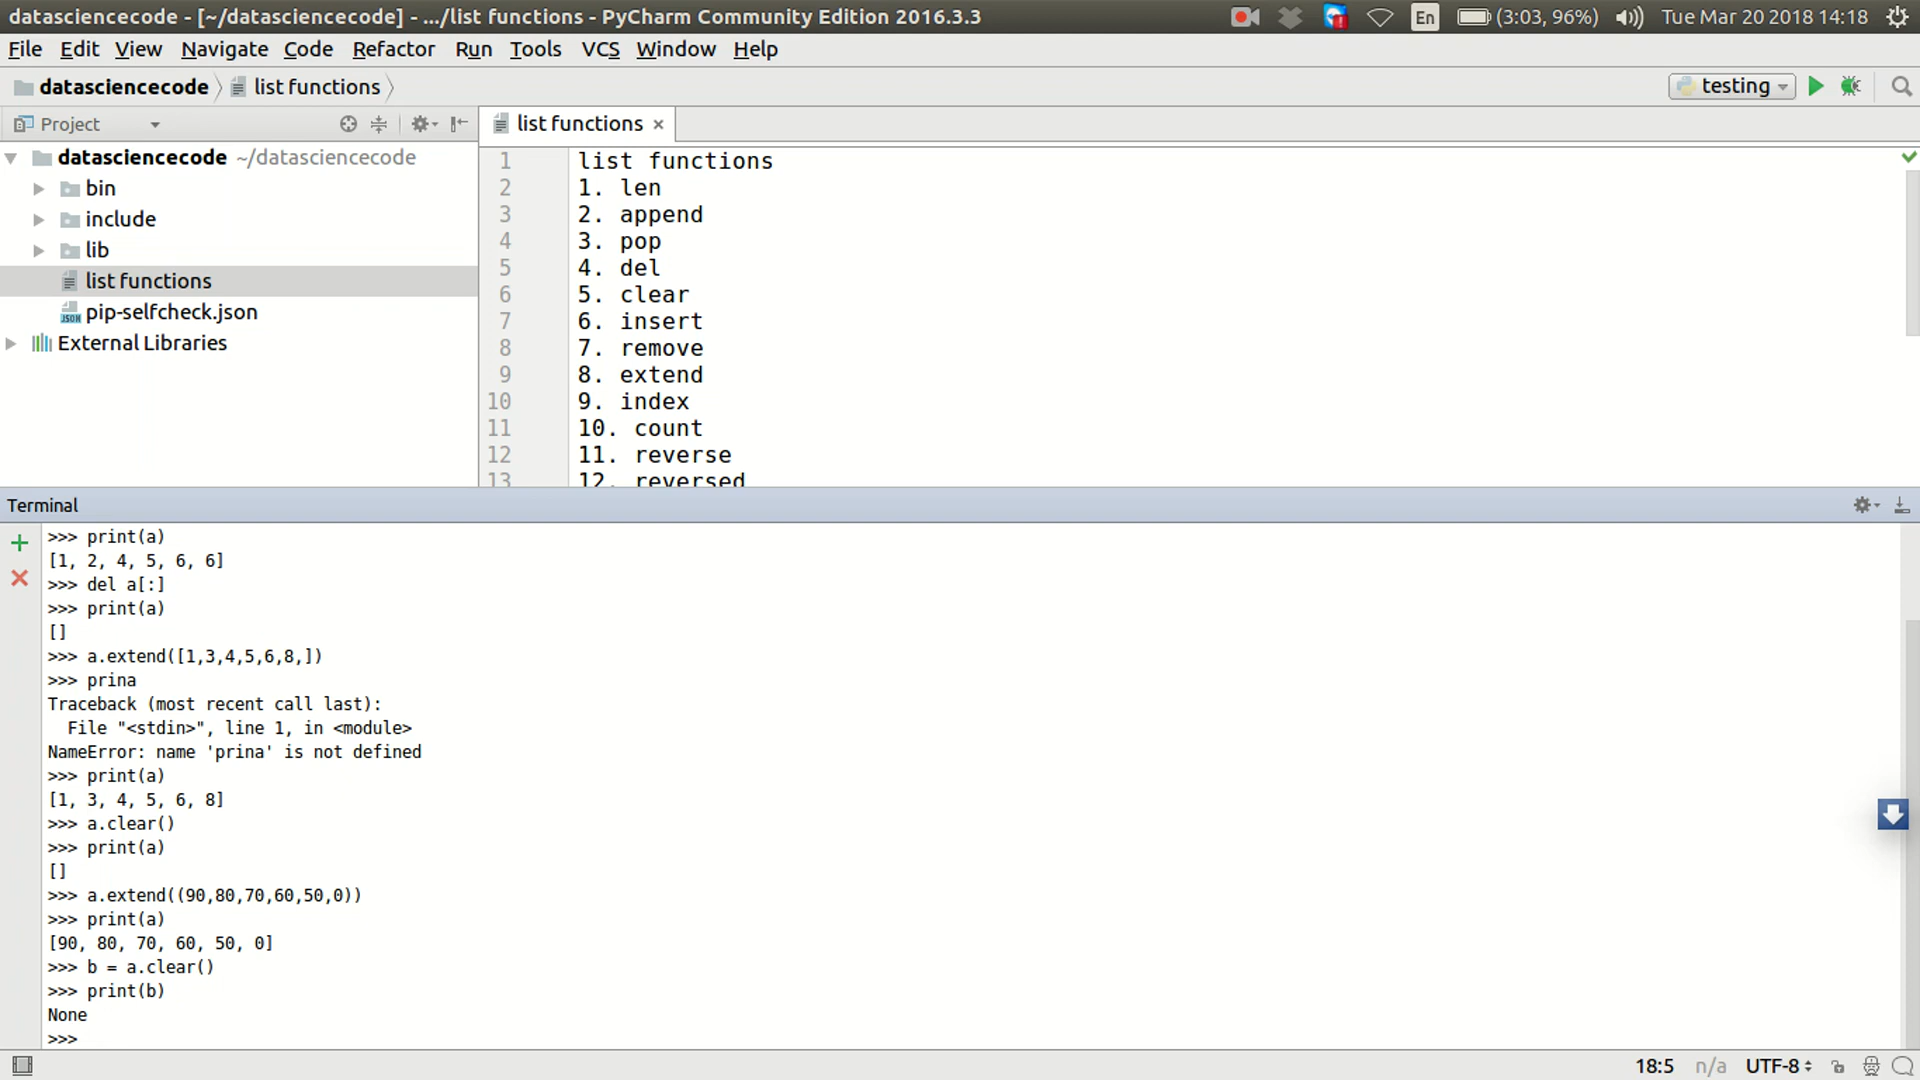 datasciencecode - [~/datasciencecode] - .../list functions - PyCharm Community Edition 2016.3.3
En (3:03, 96%) Tue Mar 20 2018 14:18
File Edit View Navigate Code Refactor Run Tools VCS Window Help
datasciencecode list functions testing
Project list functions ×
datasciencecode ~/datasciencecode
bin
include
lib
list functions
JSON pip-selfcheck.json
External Libraries
1 list functions
2 1. len
3 2. append
4 3. pop
5 4. del
6 5. clear
7 6. insert
8 7. remove
9 8. extend
10 9. index
11 10. count
12 11. reverse
13 12. reversed
Terminal
>>> print(a)
[1, 2, 4, 5, 6, 6]
>>> del a[:]
>>> print(a)
[]
>>> a.extend([1,3,4,5,6,8,])
>>> prina
Traceback (most recent call last):
  File "<stdin>", line 1, in <module>
NameError: name 'prina' is not defined
>>> print(a)
[1, 3, 4, 5, 6, 8]
>>> a.clear()
>>> print(a)
[]
>>> a.extend((90,80,70,60,50,0))
>>> print(a)
[90, 80, 70, 60, 50, 0]
>>> b = a.clear()
>>> print(b)
None
>>>
18:5 n/a UTF-8